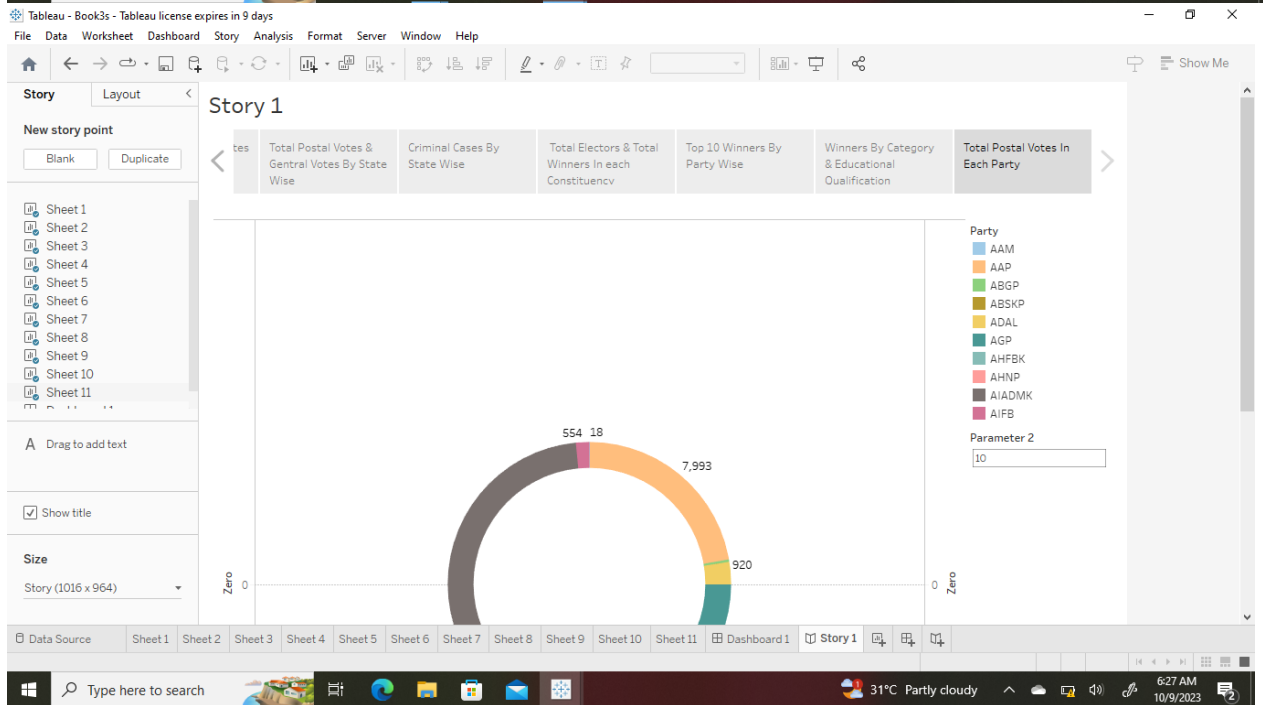 Tableau - Book3s - Tableau license expires in 9 days
File Data Worksheet Dashboard Story Analysis Format Server Window Help
Show Me
Story Layout
New story point
Blank Duplicate
Sheet 1
Sheet 2
Sheet 3
Sheet 4
Sheet 5
Sheet 6
Sheet 7
Sheet 8
Sheet 9
Sheet 10
Sheet 11
A Drag to add text
Show title
Size
Story (1016 x 964)
Story 1
tes
Total Postal Votes &
Gentral Votes By State
Wise
Criminal Cases By
State Wise
Total Electors & Total
Winners In each
Constituency
Top 10 Winners By
Party Wise
Winners By Category
& Educational
Qualification
Total Postal Votes In
Each Party
554 18
7,993
920
Zero 0
0 Zero
Party
AAM
AAP
ABGP
ABSKP
ADAL
AGP
AHFBK
AHNP
AIADMK
AIFB
Parameter 2
10
Data Source Sheet 1 Sheet 2 Sheet 3 Sheet 4 Sheet 5 Sheet 6 Sheet 7 Sheet 8 Sheet 9 Sheet 10 Sheet 11 Dashboard 1 Story 1
Type here to search
31°C Partly cloudy
6:27 AM
10/9/2023
2